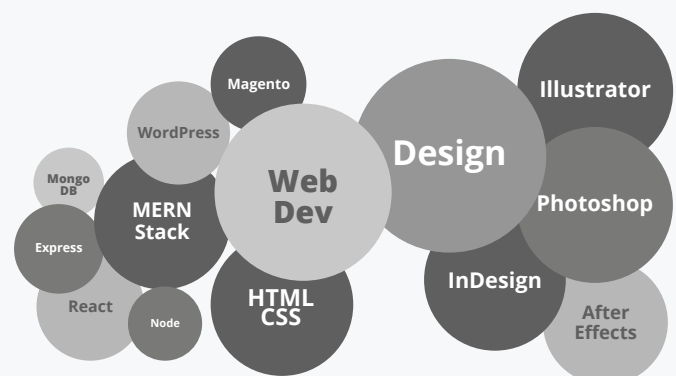 Illustrator
Magento
WordPress
Design
Web
Dev
Mongo
DB
MERN
Stack
Photoshop
Express
InDesign
HTML
CSS
React
Node
After
Effects